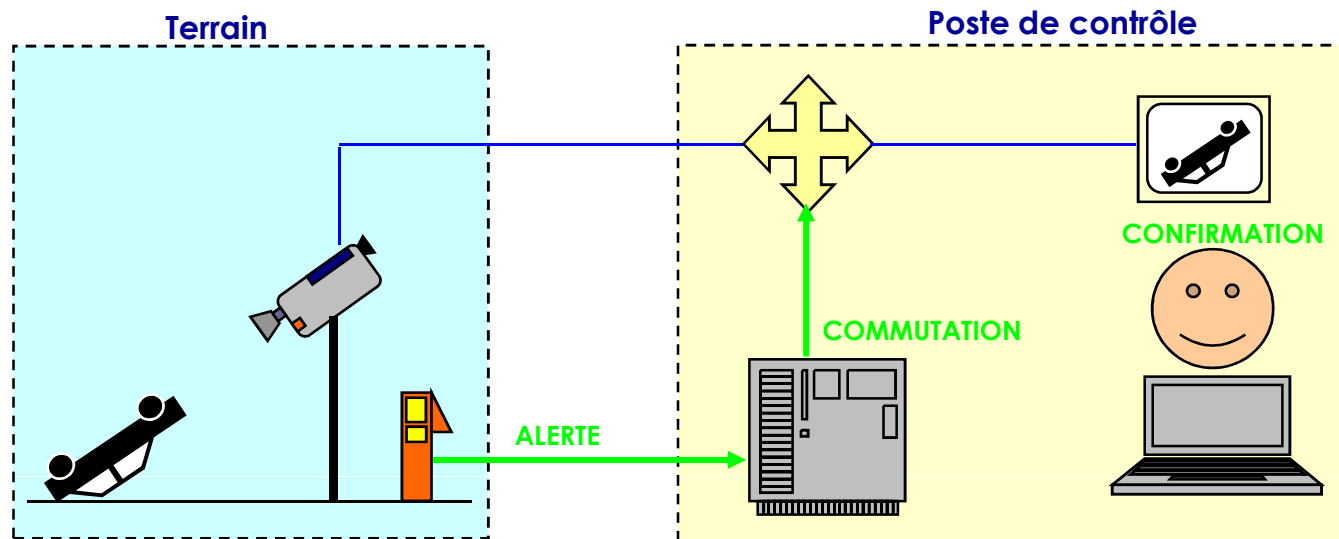 Terrain
Poste de contrôle
CONFIRMATION
COMMUTATION
ALERTE